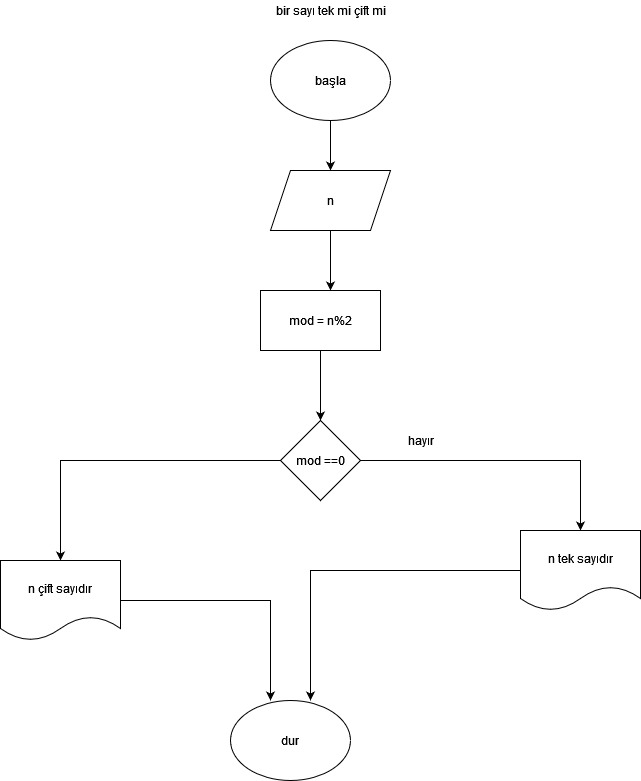 bir sayı tek mi çift mi
başla
n
mod = n%2
hayır
mod ==0
n çift sayıdır
n tek sayıdır
dur